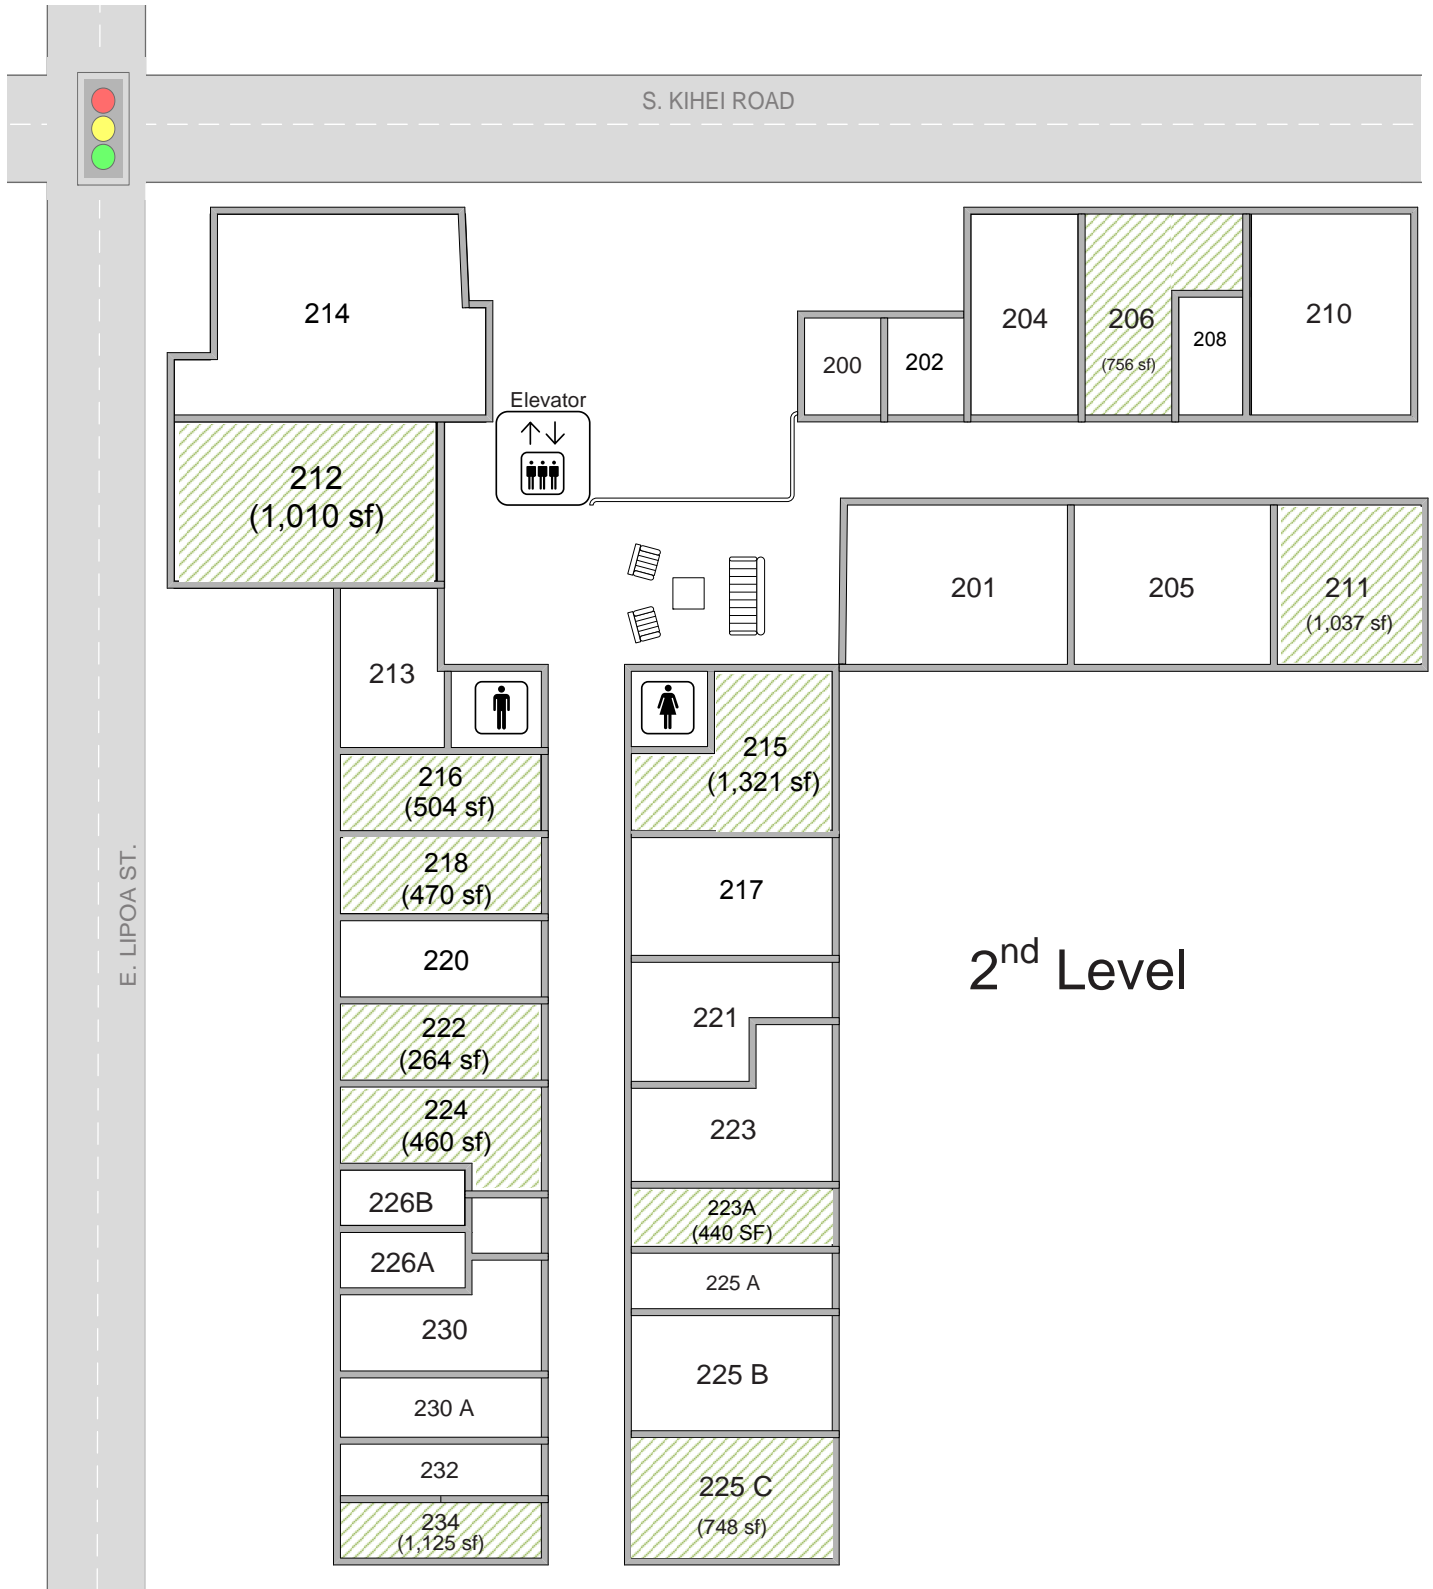 S. KIHEI ROAD
E. LIPOA ST.
214
Elevator
212
(1,010 sf)
200
202
204
206
(756 sf)
208
210
201
205
211
(1,037 sf)
213
216
(504 sf)
218
(470 sf)
220
222
(264 sf)
224
(460 sf)
226B
226A
230
230 A
232
234
(1,125 sf)
215
(1,321 sf)
217
221
223
223A
(440 SF)
225 A
225 B
225 C
(748 sf)
2nd Level